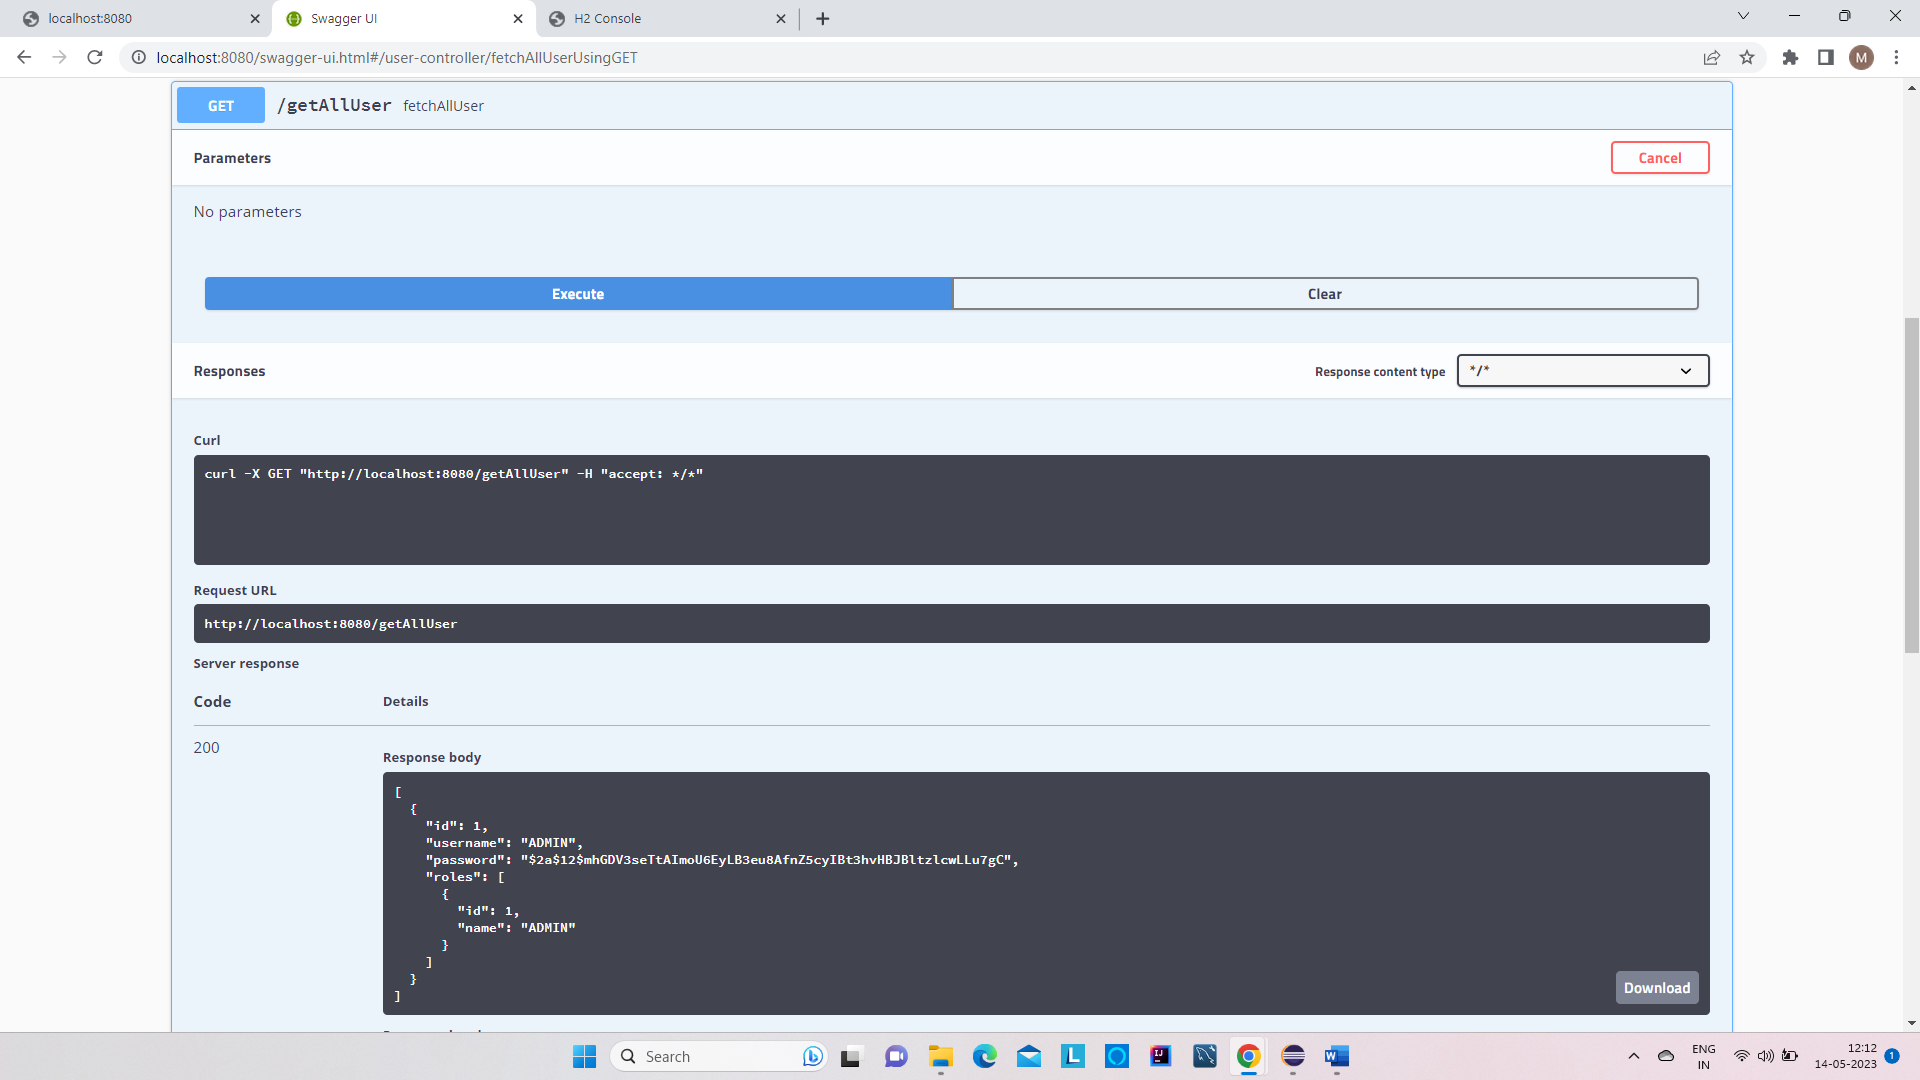 localhost:8080
Swagger UI
H2 Console
localhost:8080/swagger-ui.html#/user-controller/fetchAllUserUsingGET
M
GET /getAllUser fetchAllUser
Parameters
Cancel
No parameters
Execute
Clear
Responses
Response content type
*/*
Curl
curl -X GET "http://localhost:8080/getAllUser" -H "accept: */*"
Request URL
http://localhost:8080/getAllUser
Server response
Code
Details
200
Response body
[
{
"id": 1,
"username": "ADMIN",
"password": "$2a$12$mhGDV3seTtAImoU6EyLB3eu8AfnZ5cyIBt3hvHBJBltzlcwLLu7gC",
"roles": [
{
"id": 1,
"name": "ADMIN"
}
]
}
]
Download
Search
L
IJ
W
ENG
IN
12:12
14-05-2023
1